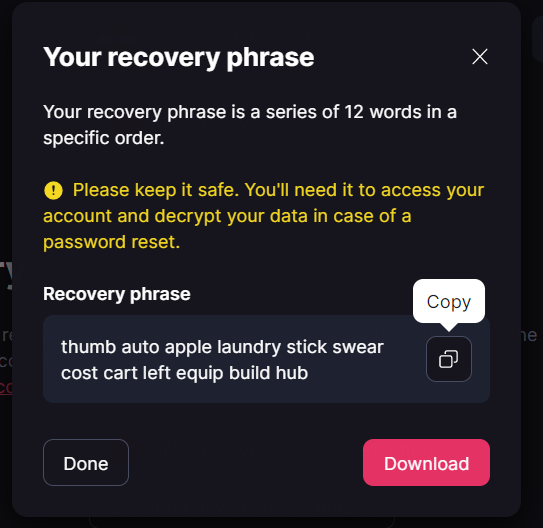 Your recovery phrase
Your recovery phrase is a series of 12 words in a
specific order.
Please keep it safe. You'll need it to access your
account and decrypt your data in case of a
password reset.
Recovery phrase
Copy
thumb auto apple laundry stick swear
cost cart left equip build hub
Done
Download